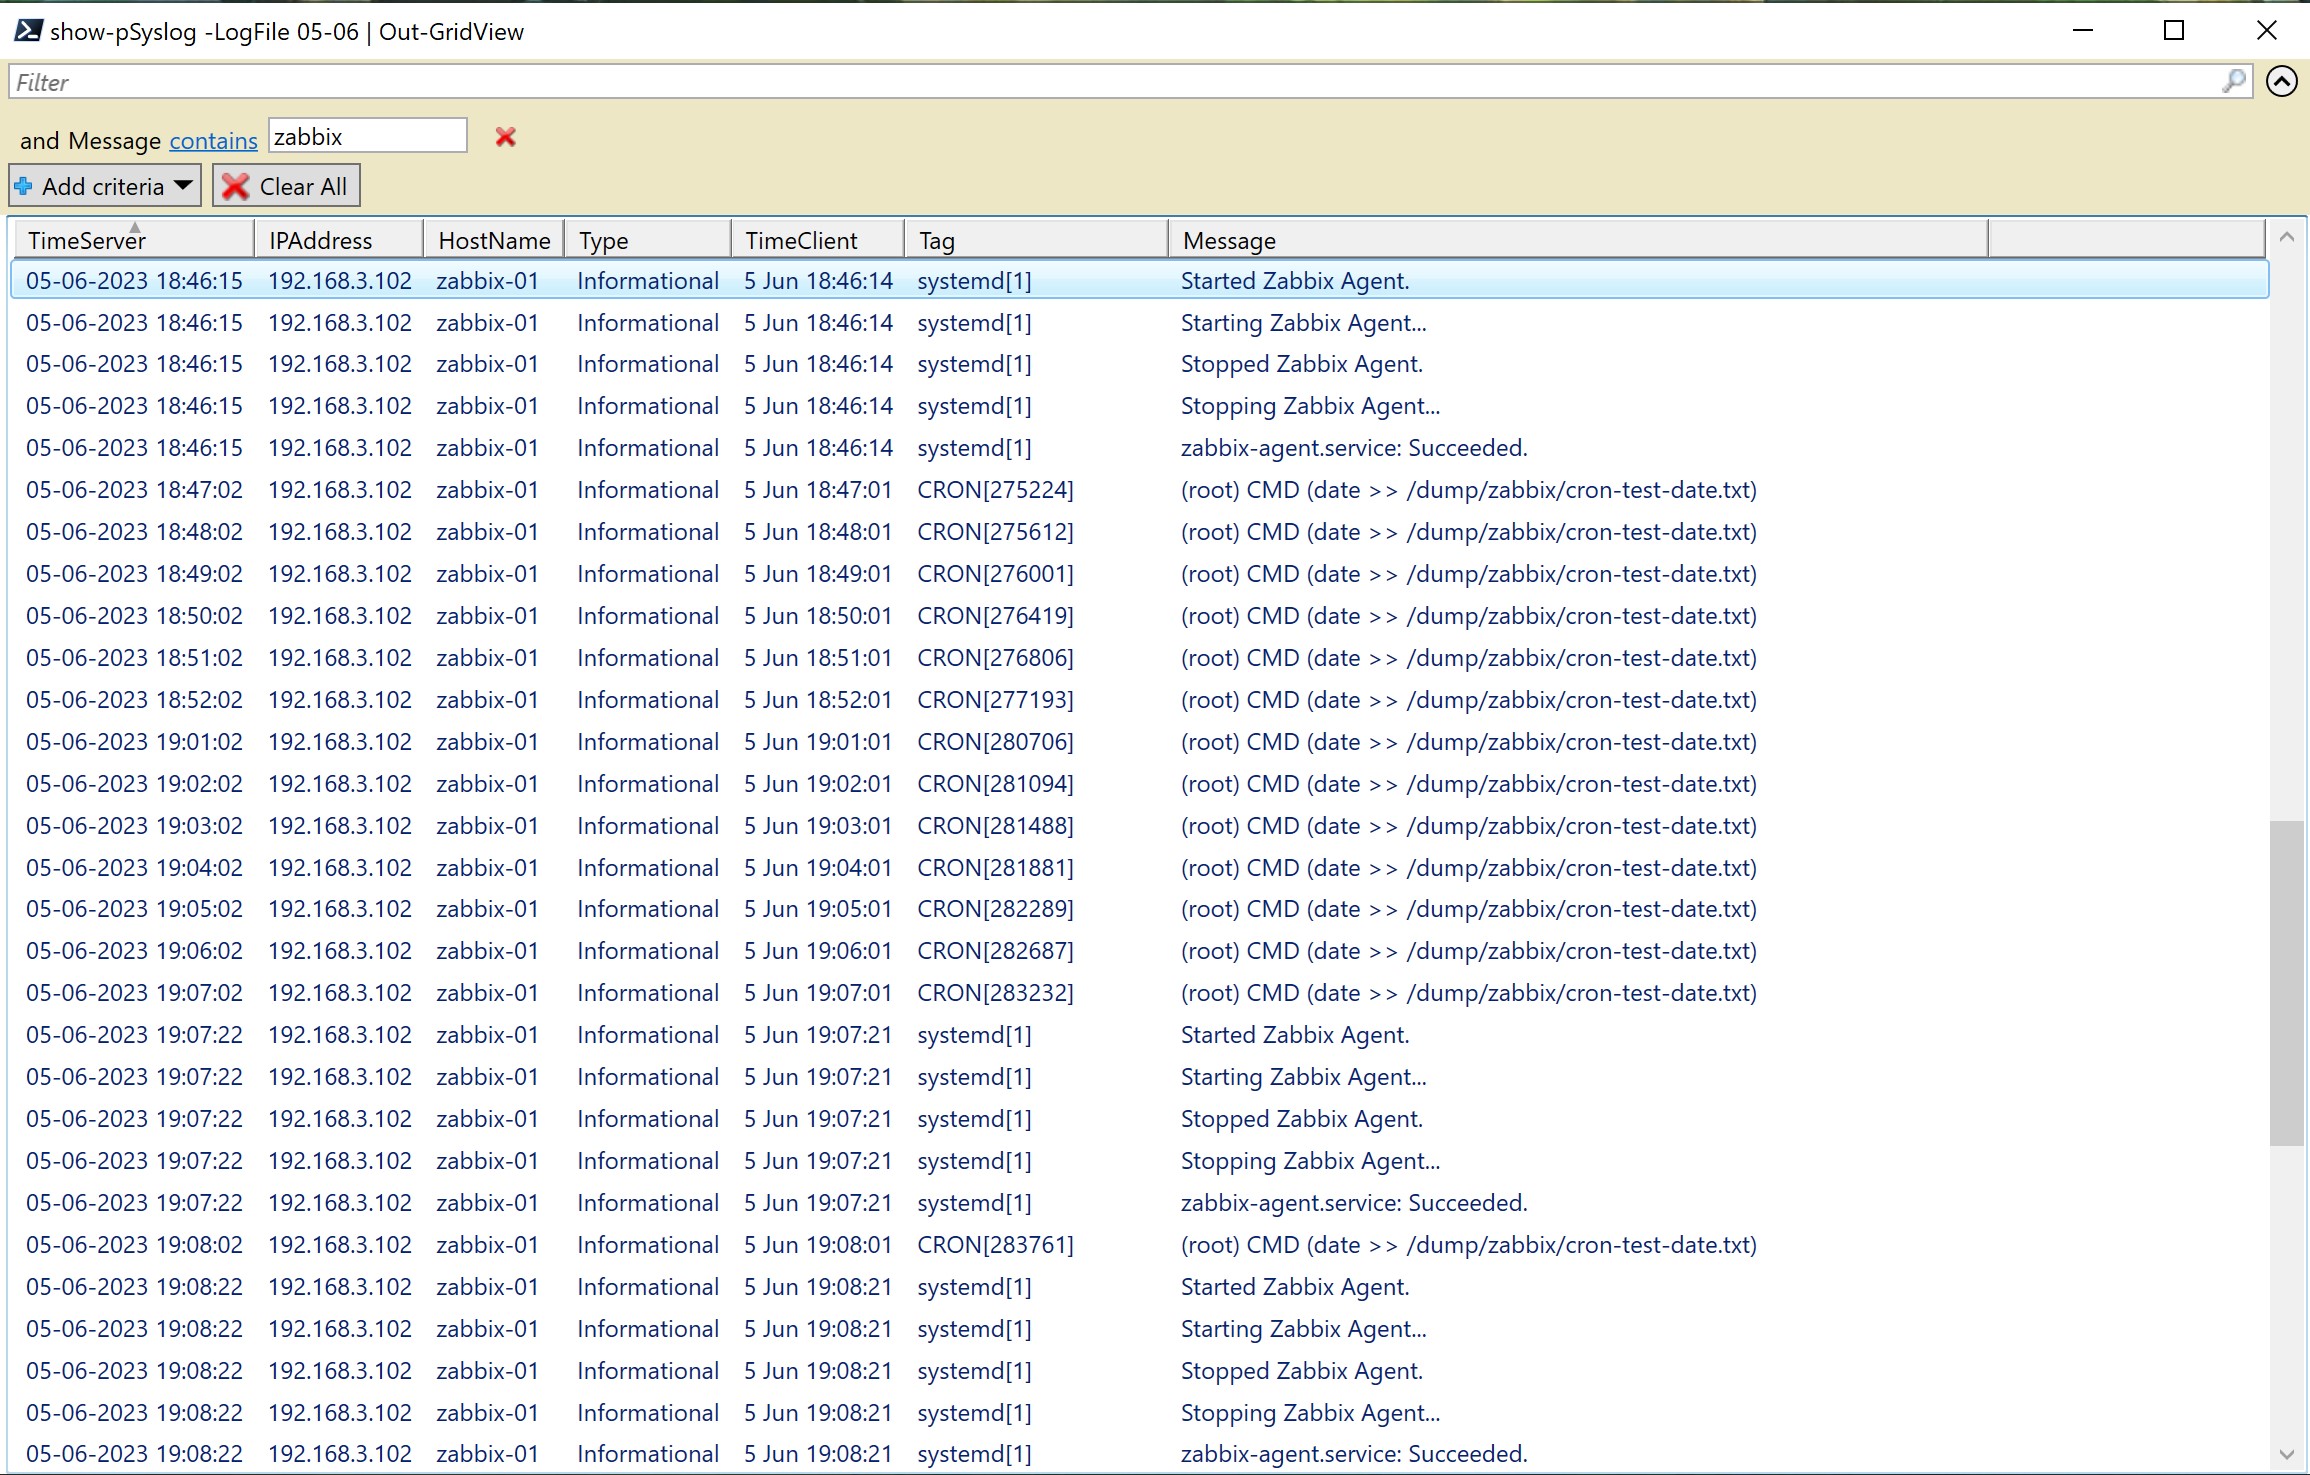 show-pSyslog -LogFile 05-06 | Out-GridView
Filter
and Message contains zabbix
Add criteria Clear All
TimeServer IPAddress HostName Type TimeClient Tag Message
05-06-2023 18:46:15 192.168.3.102 zabbix-01 Informational 5 Jun 18:46:14 systemd[1] Started Zabbix Agent.
05-06-2023 18:46:15 192.168.3.102 zabbix-01 Informational 5 Jun 18:46:14 systemd[1] Starting Zabbix Agent...
05-06-2023 18:46:15 192.168.3.102 zabbix-01 Informational 5 Jun 18:46:14 systemd[1] Stopped Zabbix Agent.
05-06-2023 18:46:15 192.168.3.102 zabbix-01 Informational 5 Jun 18:46:14 systemd[1] Stopping Zabbix Agent...
05-06-2023 18:46:15 192.168.3.102 zabbix-01 Informational 5 Jun 18:46:14 systemd[1] zabbix-agent.service: Succeeded.
05-06-2023 18:47:02 192.168.3.102 zabbix-01 Informational 5 Jun 18:47:01 CRON[275224] (root) CMD (date >> /dump/zabbix/cron-test-date.txt)
05-06-2023 18:48:02 192.168.3.102 zabbix-01 Informational 5 Jun 18:48:01 CRON[275612] (root) CMD (date >> /dump/zabbix/cron-test-date.txt)
05-06-2023 18:49:02 192.168.3.102 zabbix-01 Informational 5 Jun 18:49:01 CRON[276001] (root) CMD (date >> /dump/zabbix/cron-test-date.txt)
05-06-2023 18:50:02 192.168.3.102 zabbix-01 Informational 5 Jun 18:50:01 CRON[276419] (root) CMD (date >> /dump/zabbix/cron-test-date.txt)
05-06-2023 18:51:02 192.168.3.102 zabbix-01 Informational 5 Jun 18:51:01 CRON[276806] (root) CMD (date >> /dump/zabbix/cron-test-date.txt)
05-06-2023 18:52:02 192.168.3.102 zabbix-01 Informational 5 Jun 18:52:01 CRON[277193] (root) CMD (date >> /dump/zabbix/cron-test-date.txt)
05-06-2023 19:01:02 192.168.3.102 zabbix-01 Informational 5 Jun 19:01:01 CRON[280706] (root) CMD (date >> /dump/zabbix/cron-test-date.txt)
05-06-2023 19:02:02 192.168.3.102 zabbix-01 Informational 5 Jun 19:02:01 CRON[281094] (root) CMD (date >> /dump/zabbix/cron-test-date.txt)
05-06-2023 19:03:02 192.168.3.102 zabbix-01 Informational 5 Jun 19:03:01 CRON[281488] (root) CMD (date >> /dump/zabbix/cron-test-date.txt)
05-06-2023 19:04:02 192.168.3.102 zabbix-01 Informational 5 Jun 19:04:01 CRON[281881] (root) CMD (date >> /dump/zabbix/cron-test-date.txt)
05-06-2023 19:05:02 192.168.3.102 zabbix-01 Informational 5 Jun 19:05:01 CRON[282289] (root) CMD (date >> /dump/zabbix/cron-test-date.txt)
05-06-2023 19:06:02 192.168.3.102 zabbix-01 Informational 5 Jun 19:06:01 CRON[282687] (root) CMD (date >> /dump/zabbix/cron-test-date.txt)
05-06-2023 19:07:02 192.168.3.102 zabbix-01 Informational 5 Jun 19:07:01 CRON[283232] (root) CMD (date >> /dump/zabbix/cron-test-date.txt)
05-06-2023 19:07:22 192.168.3.102 zabbix-01 Informational 5 Jun 19:07:21 systemd[1] Started Zabbix Agent.
05-06-2023 19:07:22 192.168.3.102 zabbix-01 Informational 5 Jun 19:07:21 systemd[1] Starting Zabbix Agent...
05-06-2023 19:07:22 192.168.3.102 zabbix-01 Informational 5 Jun 19:07:21 systemd[1] Stopped Zabbix Agent.
05-06-2023 19:07:22 192.168.3.102 zabbix-01 Informational 5 Jun 19:07:21 systemd[1] Stopping Zabbix Agent...
05-06-2023 19:07:22 192.168.3.102 zabbix-01 Informational 5 Jun 19:07:21 systemd[1] zabbix-agent.service: Succeeded.
05-06-2023 19:08:02 192.168.3.102 zabbix-01 Informational 5 Jun 19:08:01 CRON[283761] (root) CMD (date >> /dump/zabbix/cron-test-date.txt)
05-06-2023 19:08:22 192.168.3.102 zabbix-01 Informational 5 Jun 19:08:21 systemd[1] Started Zabbix Agent.
05-06-2023 19:08:22 192.168.3.102 zabbix-01 Informational 5 Jun 19:08:21 systemd[1] Starting Zabbix Agent...
05-06-2023 19:08:22 192.168.3.102 zabbix-01 Informational 5 Jun 19:08:21 systemd[1] Stopped Zabbix Agent.
05-06-2023 19:08:22 192.168.3.102 zabbix-01 Informational 5 Jun 19:08:21 systemd[1] Stopping Zabbix Agent...
05-06-2023 19:08:22 192.168.3.102 zabbix-01 Informational 5 Jun 19:08:21 systemd[1] zabbix-agent.service: Succeeded.